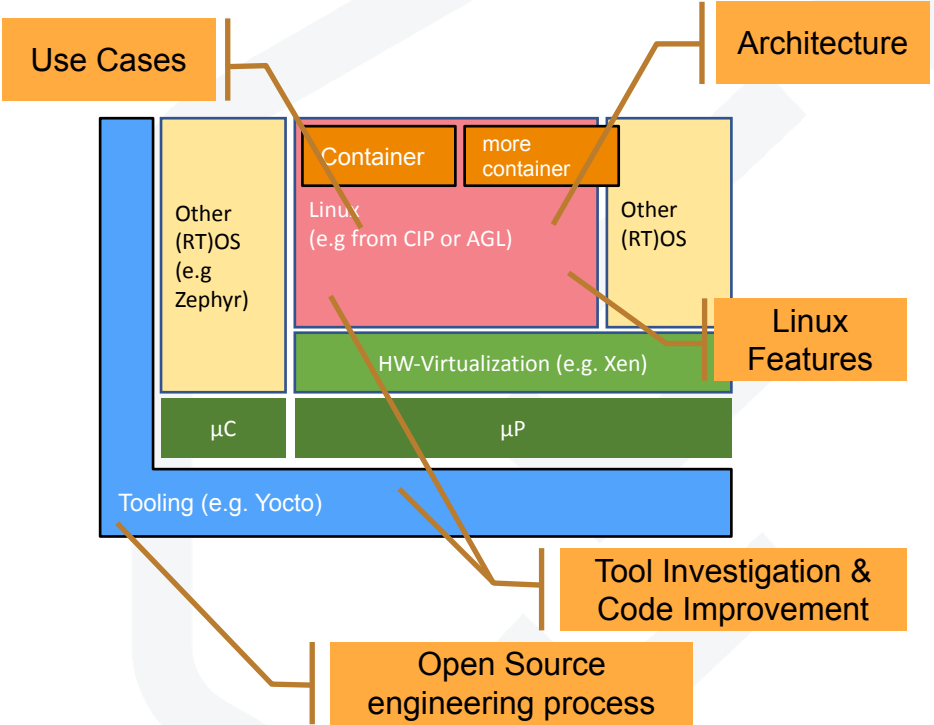 Use Cases
Architecture
Container
more
container
Other
(RT)OS
(e.g
Zephyr)
Linux
(e.g from CIP or AGL)
Other
(RT)OS
Linux
Features
HW-Virtualization (e.g. Xen)
µC
µP
Tooling (e.g. Yocto)
Tool Investigation &
Code Improvement
Open Source
engineering process